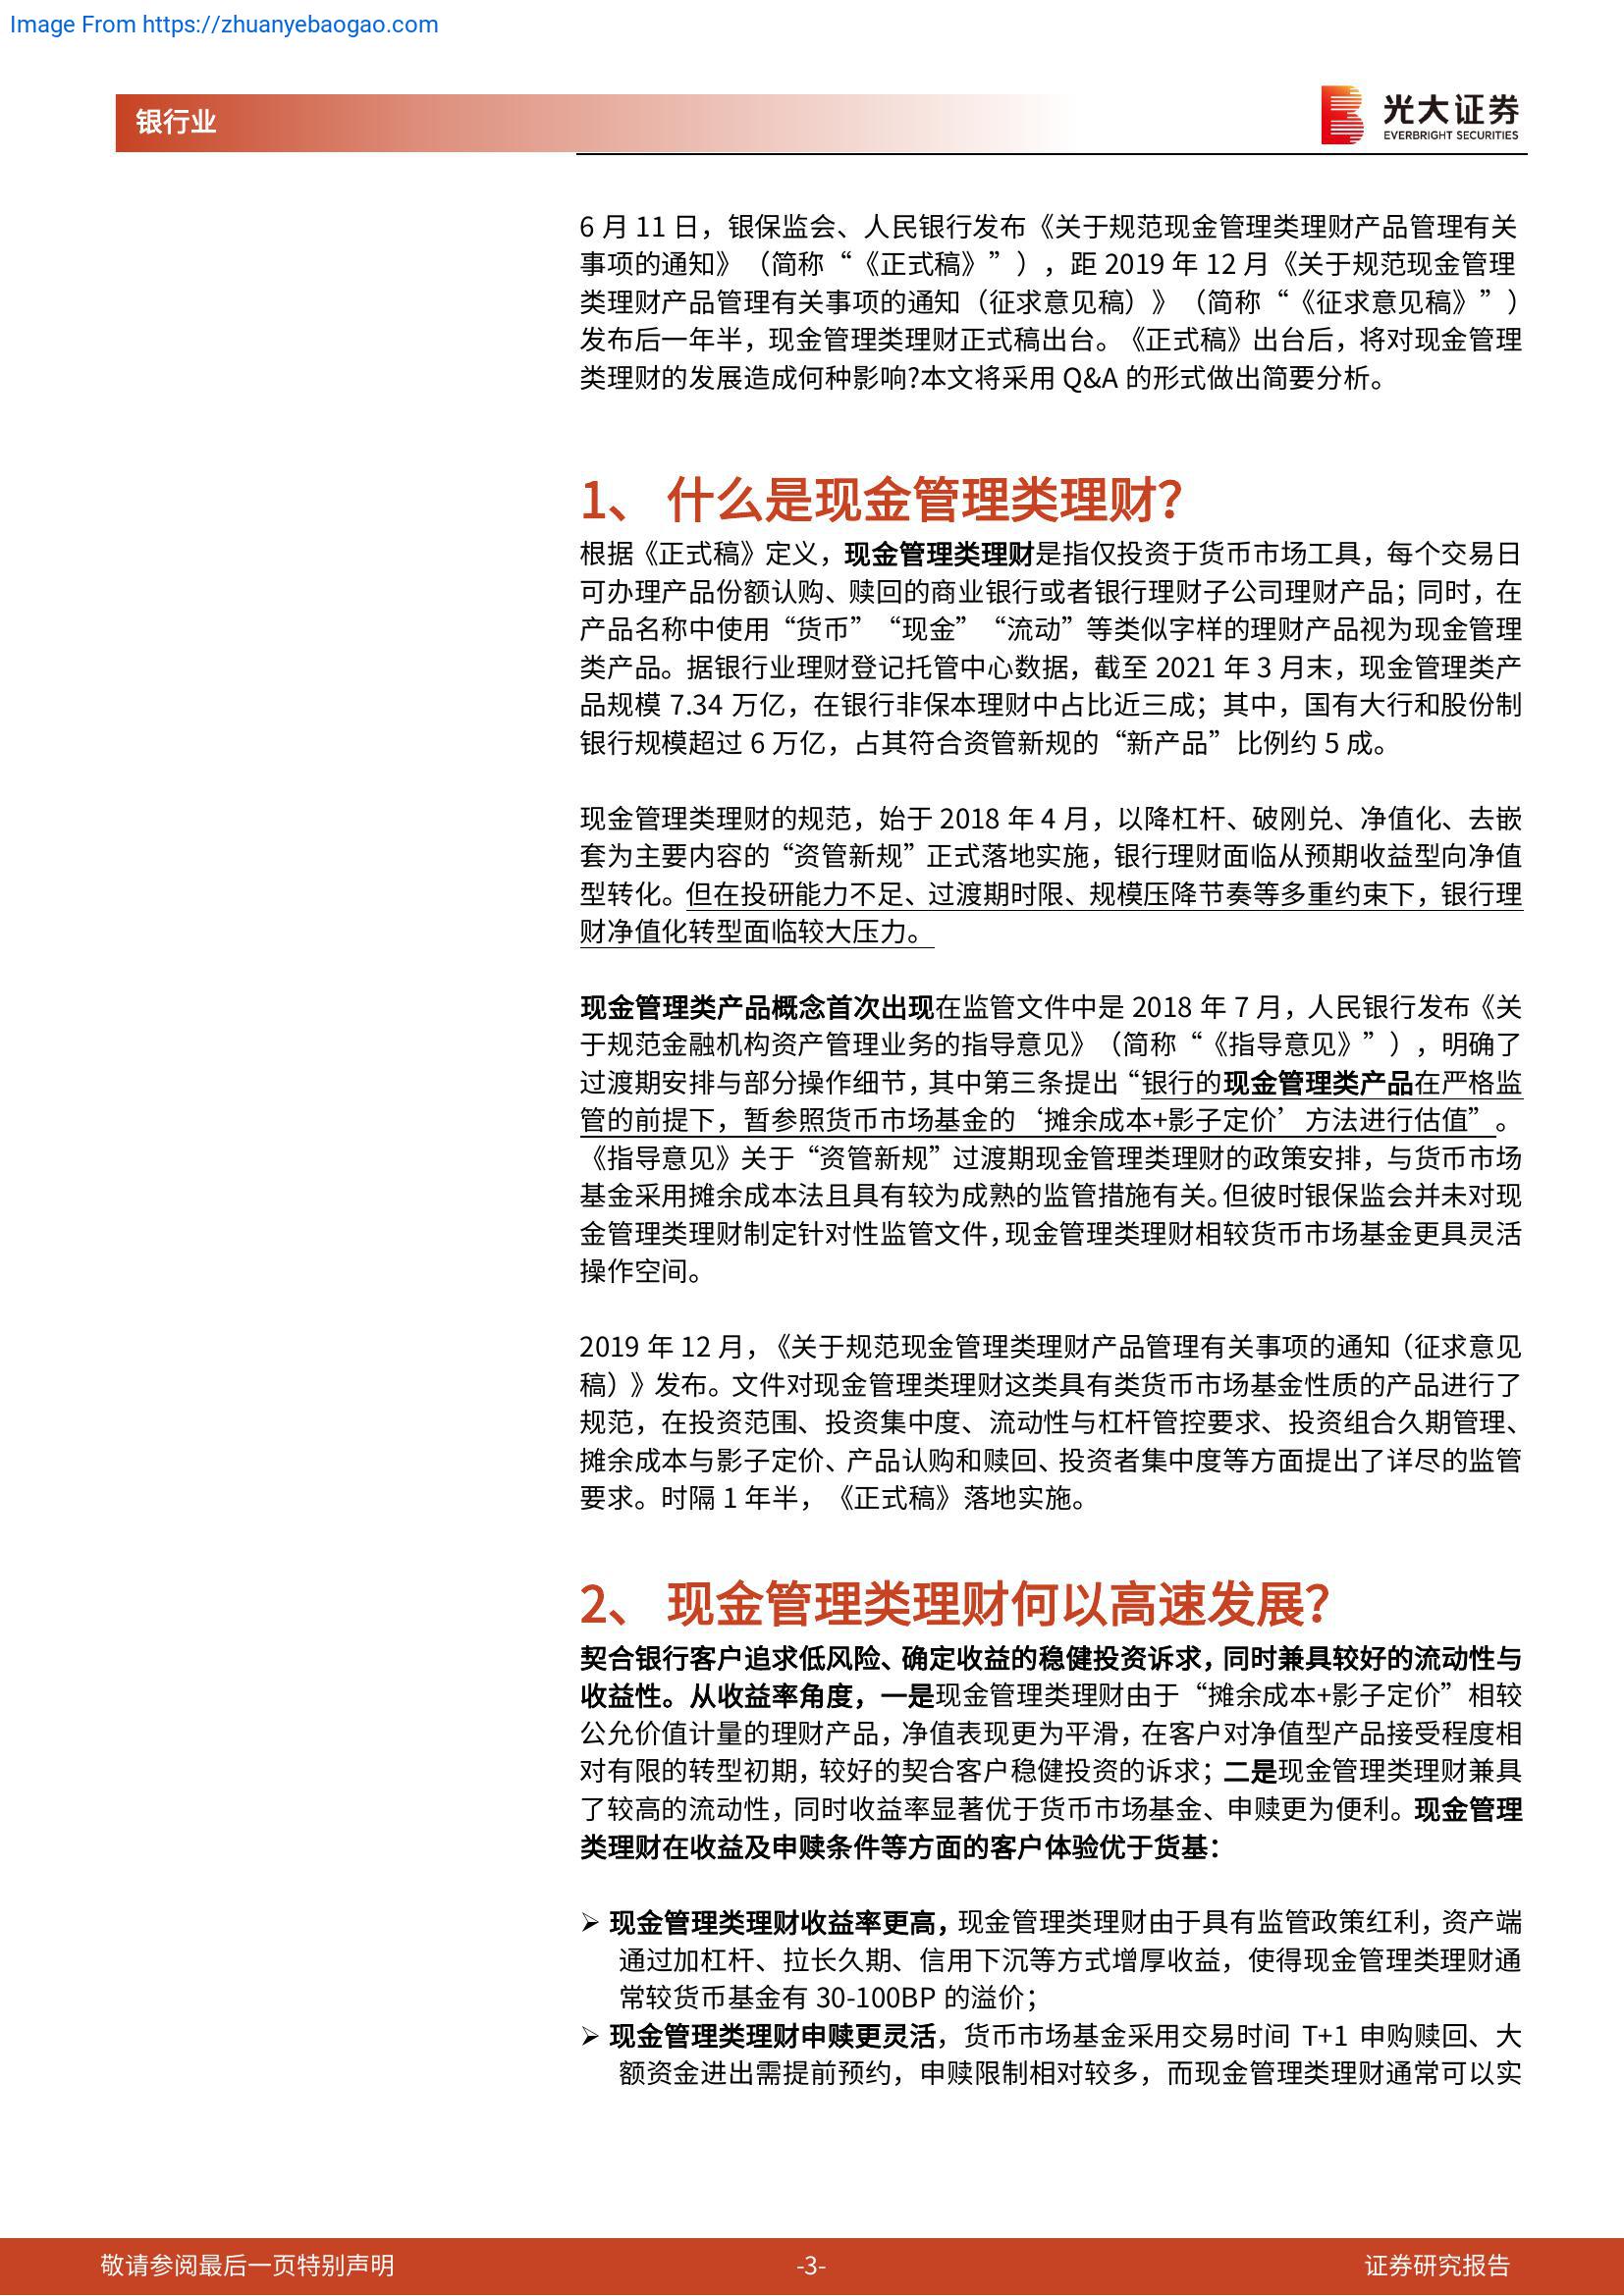 Image From https://zhuanyebaogao.com
银行业
光大证券
EVERBRIGHT SECURITIES
6 月 11 日，银保监会、人民银行发布《关于规范现金管理类理财产品管理有关
事项的通知》（简称“《正式稿》”），距 2019 年 12 月《关于规范现金管理
类理财产品管理有关事项的通知（征求意见稿）》（简称“《征求意见稿》”）
发布后一年半，现金管理类理财正式稿出台。《正式稿》出台后，将对现金管理
类理财的发展造成何种影响?本文将采用 Q&A 的形式做出简要分析。
1、 什么是现金管理类理财？
根据《正式稿》定义，现金管理类理财是指仅投资于货币市场工具，每个交易日
可办理产品份额认购、赎回的商业银行或者银行理财子公司理财产品；同时，在
产品名称中使用“货币”“现金”“流动”等类似字样的理财产品视为现金管理
类产品。据银行业理财登记托管中心数据，截至 2021 年 3 月末，现金管理类产
品规模 7.34 万亿，在银行非保本理财中占比近三成；其中，国有大行和股份制
银行规模超过 6 万亿，占其符合资管新规的“新产品”比例约 5 成。
现金管理类理财的规范，始于 2018 年 4 月，以降杠杆、破刚兑、净值化、去嵌
套为主要内容的“资管新规”正式落地实施，银行理财面临从预期收益型向净值
型转化。但在投研能力不足、过渡期时限、规模压降节奏等多重约束下，银行理
财净值化转型面临较大压力。
现金管理类产品概念首次出现在监管文件中是 2018 年 7 月，人民银行发布《关
于规范金融机构资产管理业务的指导意见》（简称“《指导意见》”），明确了
过渡期安排与部分操作细节，其中第三条提出“银行的现金管理类产品在严格监
管的前提下，暂参照货币市场基金的‘摊余成本+影子定价’方法进行估值”。
《指导意见》关于“资管新规”过渡期现金管理类理财的政策安排，与货币市场
基金采用摊余成本法且具有较为成熟的监管措施有关。但彼时银保监会并未对现
金管理类理财制定针对性监管文件，现金管理类理财相较货币市场基金更具灵活
操作空间。
2019 年 12 月，《关于规范现金管理类理财产品管理有关事项的通知（征求意见
稿）》发布。文件对现金管理类理财这类具有类货币市场基金性质的产品进行了
规范，在投资范围、投资集中度、流动性与杠杆管控要求、投资组合久期管理、
摊余成本与影子定价、产品认购和赎回、投资者集中度等方面提出了详尽的监管
要求。时隔 1 年半，《正式稿》落地实施。
2、 现金管理类理财何以高速发展？
契合银行客户追求低风险、确定收益的稳健投资诉求，同时兼具较好的流动性与
收益性。从收益率角度，一是现金管理类理财由于“摊余成本+影子定价”相较
公允价值计量的理财产品，净值表现更为平滑，在客户对净值型产品接受程度相
对有限的转型初期，较好的契合客户稳健投资的诉求；二是现金管理类理财兼具
了较高的流动性，同时收益率显著优于货币市场基金、申赎更为便利。现金管理
类理财在收益及申赎条件等方面的客户体验优于货基：
➢ 现金管理类理财收益率更高，现金管理类理财由于具有监管政策红利，资产端
通过加杠杆、拉长久期、信用下沉等方式增厚收益，使得现金管理类理财通
常较货币基金有 30-100BP 的溢价；
➢ 现金管理类理财申赎更灵活，货币市场基金采用交易时间 T+1 申购赎回、大
额资金进出需提前预约，申赎限制相对较多，而现金管理类理财通常可以实
敬请参阅最后一页特别声明
-3-
证券研究报告